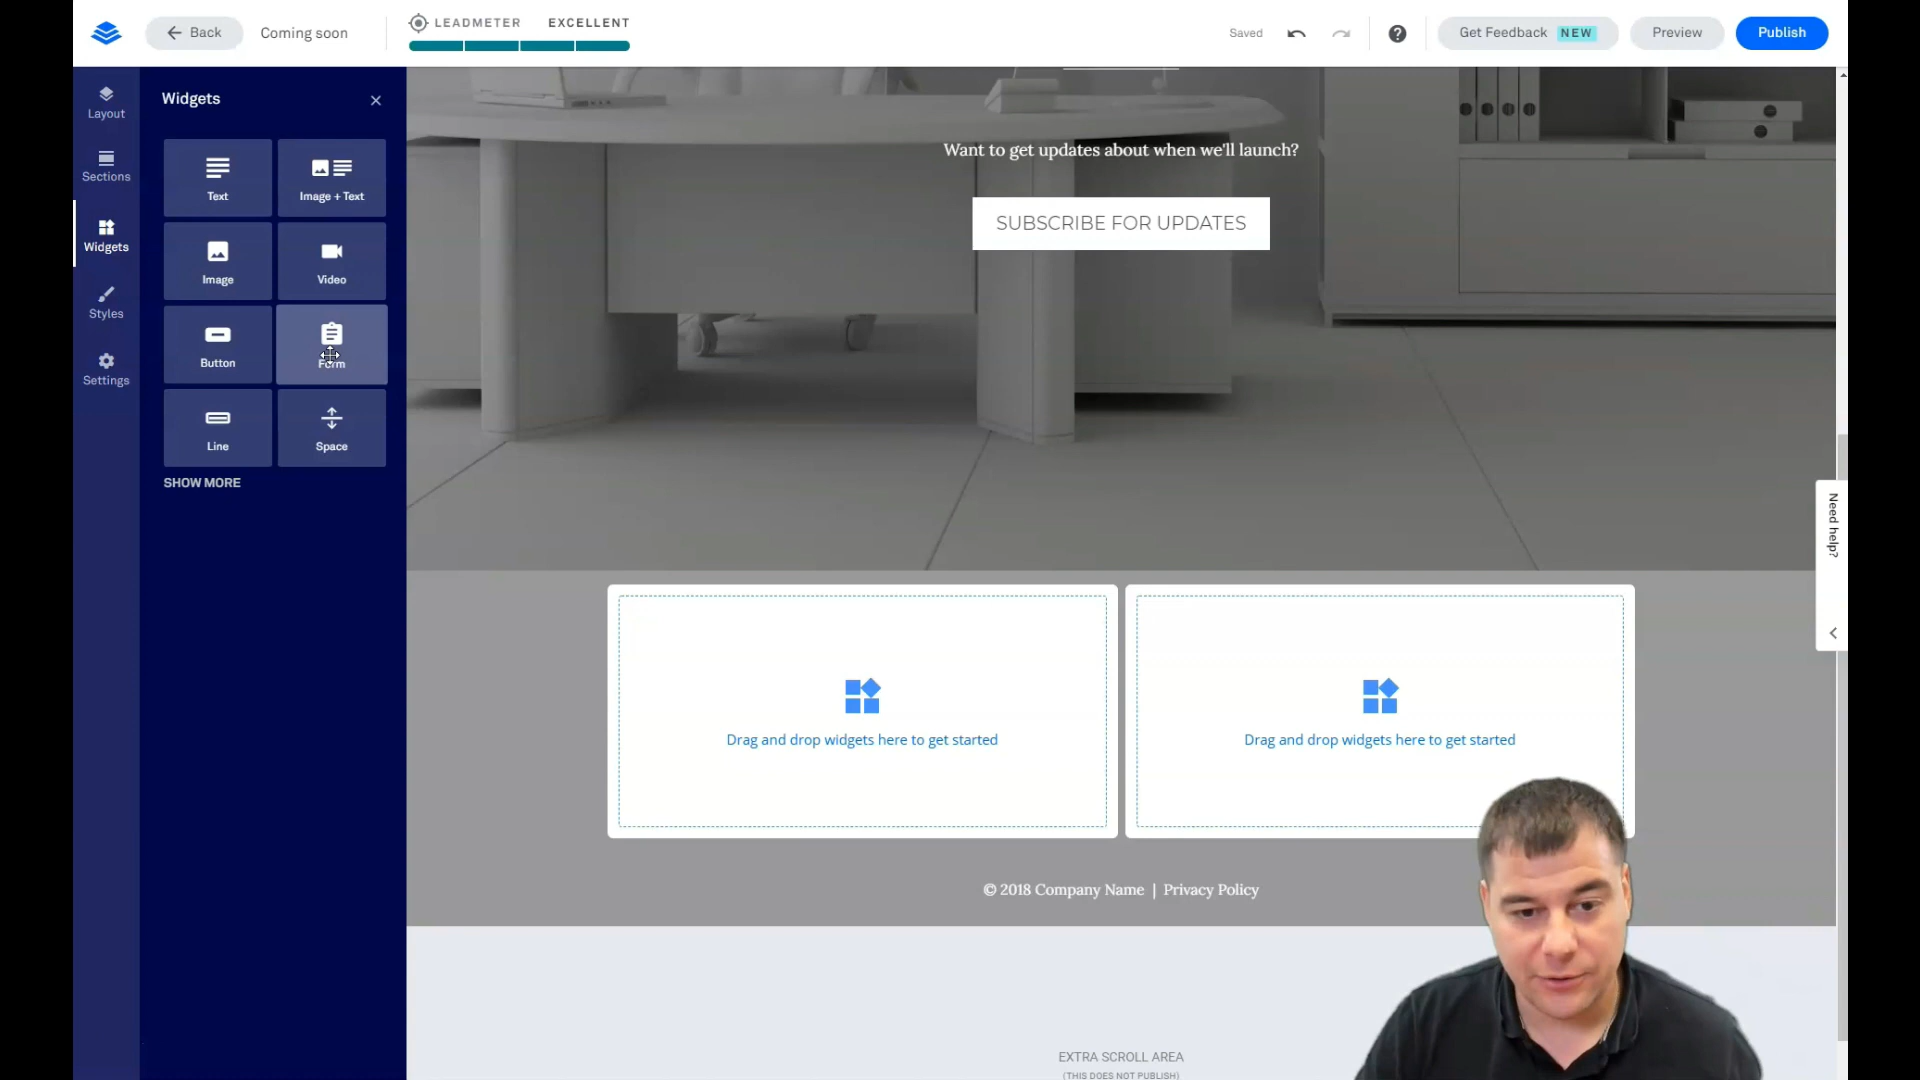 Back
Coming soon
LEADMETER EXCELLENT
Saved
?
Get Feedback NEW
Preview
Publish
Layout
Sections
Widgets
Styles
Settings
Widgets
Text
Image + Text
Image
Video
Button
Form
Line
Space
SHOW MORE
Want to get updates about when we'll launch?
SUBSCRIBE FOR UPDATES
Need help?
Drag and drop widgets here to get started
Drag and drop widgets here to get started
© 2018 Company Name | Privacy Policy
EXTRA SCROLL AREA
(THIS DOES NOT PUBLISH)